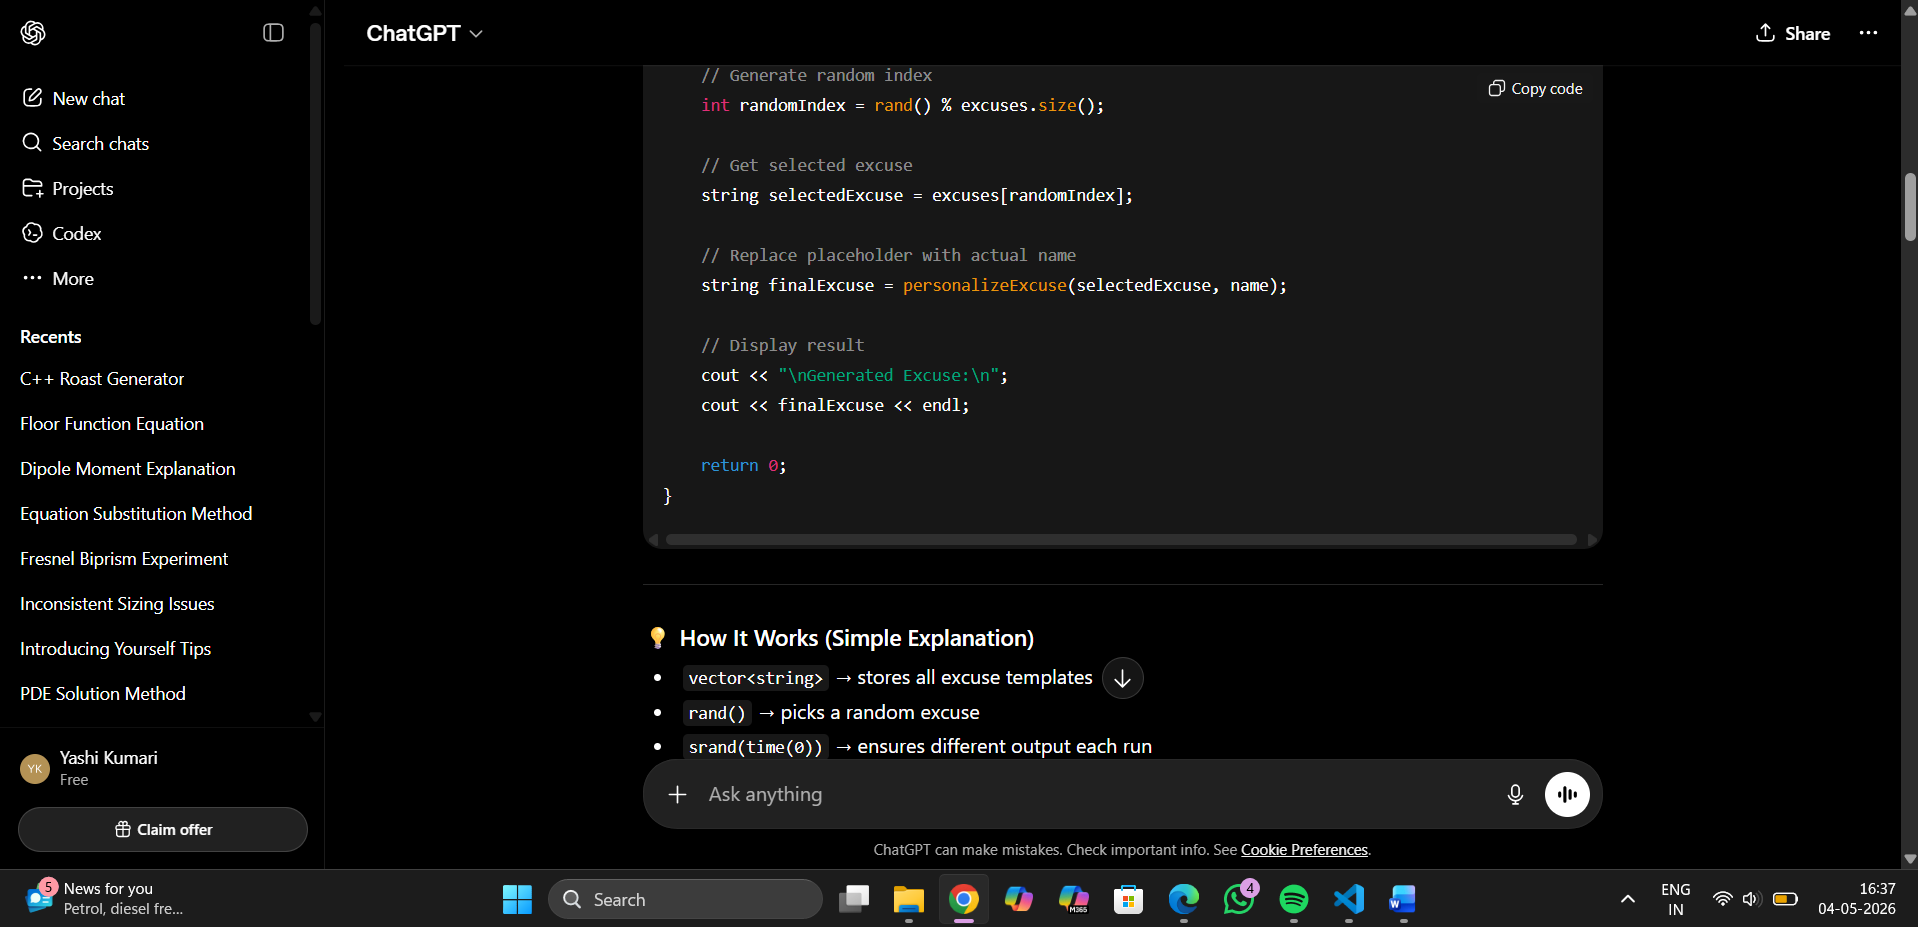 ChatGPT
Share
New chat
Search chats
Projects
Codex
More
Recents
C++ Roast Generator
Floor Function Equation
Dipole Moment Explanation
Equation Substitution Method
Fresnel Biprism Experiment
Inconsistent Sizing Issues
Introducing Yourself Tips
PDE Solution Method
YK
Yashi Kumari
Free
Claim offer
// Generate random index
Copy code
int randomIndex = rand() % excuses.size();
// Get selected excuse
string selectedExcuse = excuses[randomIndex];
// Replace placeholder with actual name
string finalExcuse = personalizeExcuse(selectedExcuse, name);
// Display result
cout << "\nGenerated Excuse:\n";
cout << finalExcuse << endl;
return 0;
}
💡 How It Works (Simple Explanation)
• vector<string> → stores all excuse templates
• rand() → picks a random excuse
• srand(time(0)) → ensures different output each run
Ask anything
ChatGPT can make mistakes. Check important info. See Cookie Preferences.
5
News for you
Petrol, diesel fre...
Search
M365
4
W
ENG
IN
16:37
04-05-2026